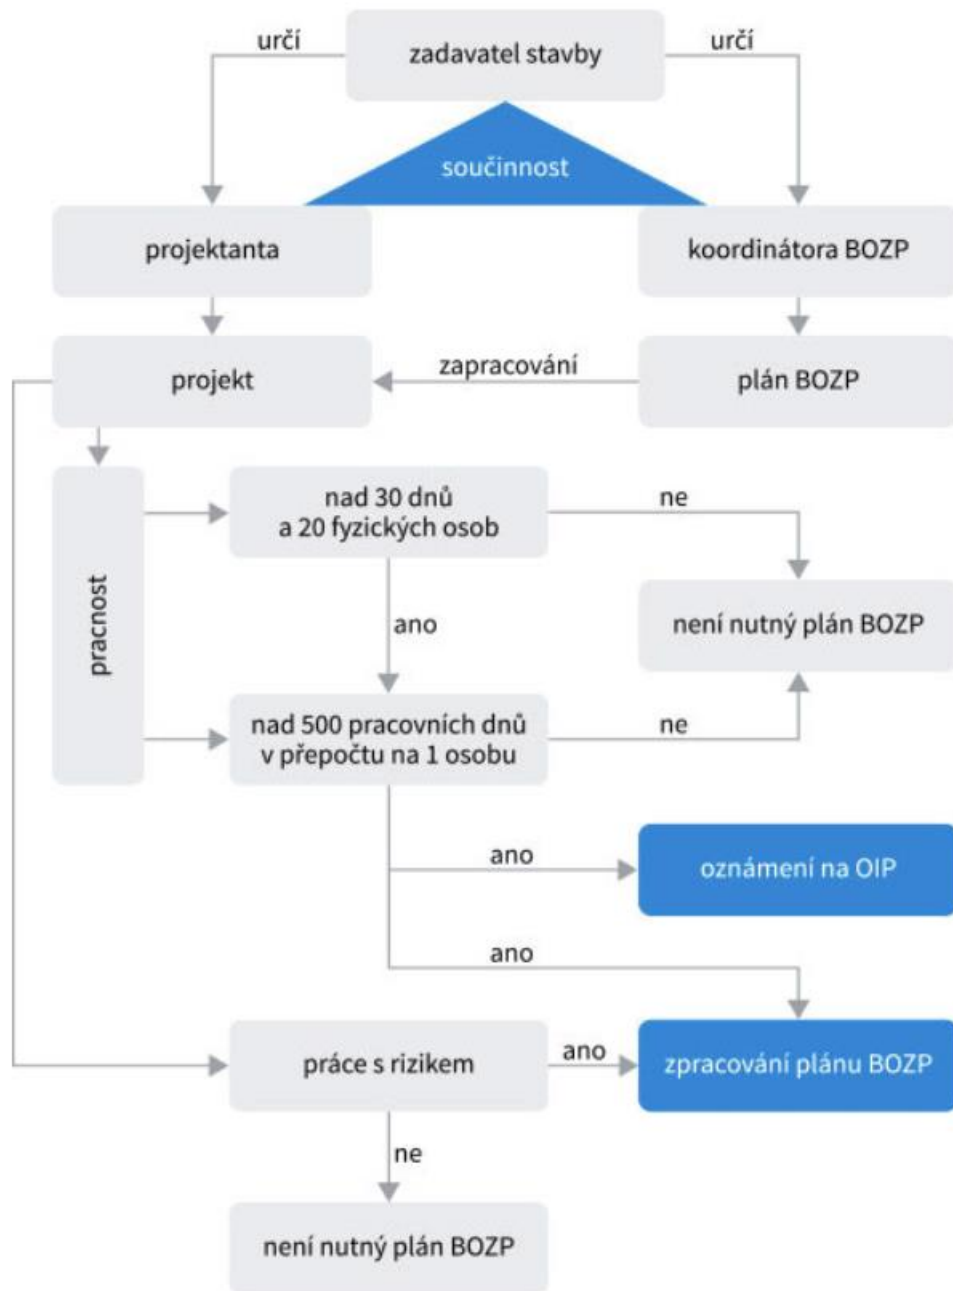 určí
zadavatel stavby
určí
součinnost
projektanta
koordinátora BOZP
projekt
zapracování
plán BOZP
pracnost
nad 30 dnů
a 20 fyzických osob
ne
není nutný plán BOZP
ano
nad 500 pracovních dnů
v přepočtu na 1 osobu
ne
ano
oznámení na OIP
ano
práce s rizikem
ano
zpracování plánu BOZP
ne
není nutný plán BOZP